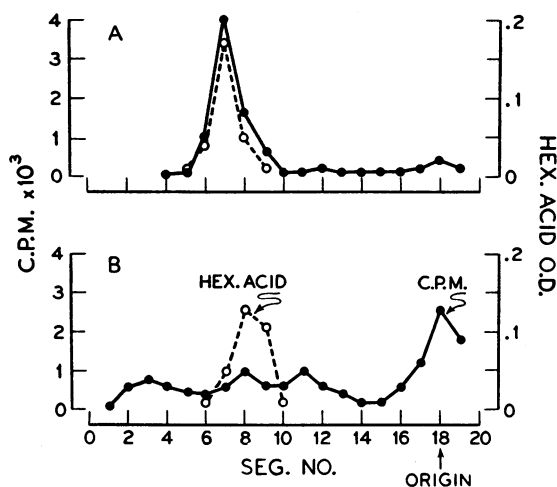 A
4
3
2
1
0
.2
.1
0
C.P.M. x10³
HEX. ACID O.D.
B
HEX. ACID
C.P.M.
4
3
2
1
0
.2
.1
0
0 2 4 6 8 10 12 14 16 18 20
SEG. NO.
ORIGIN